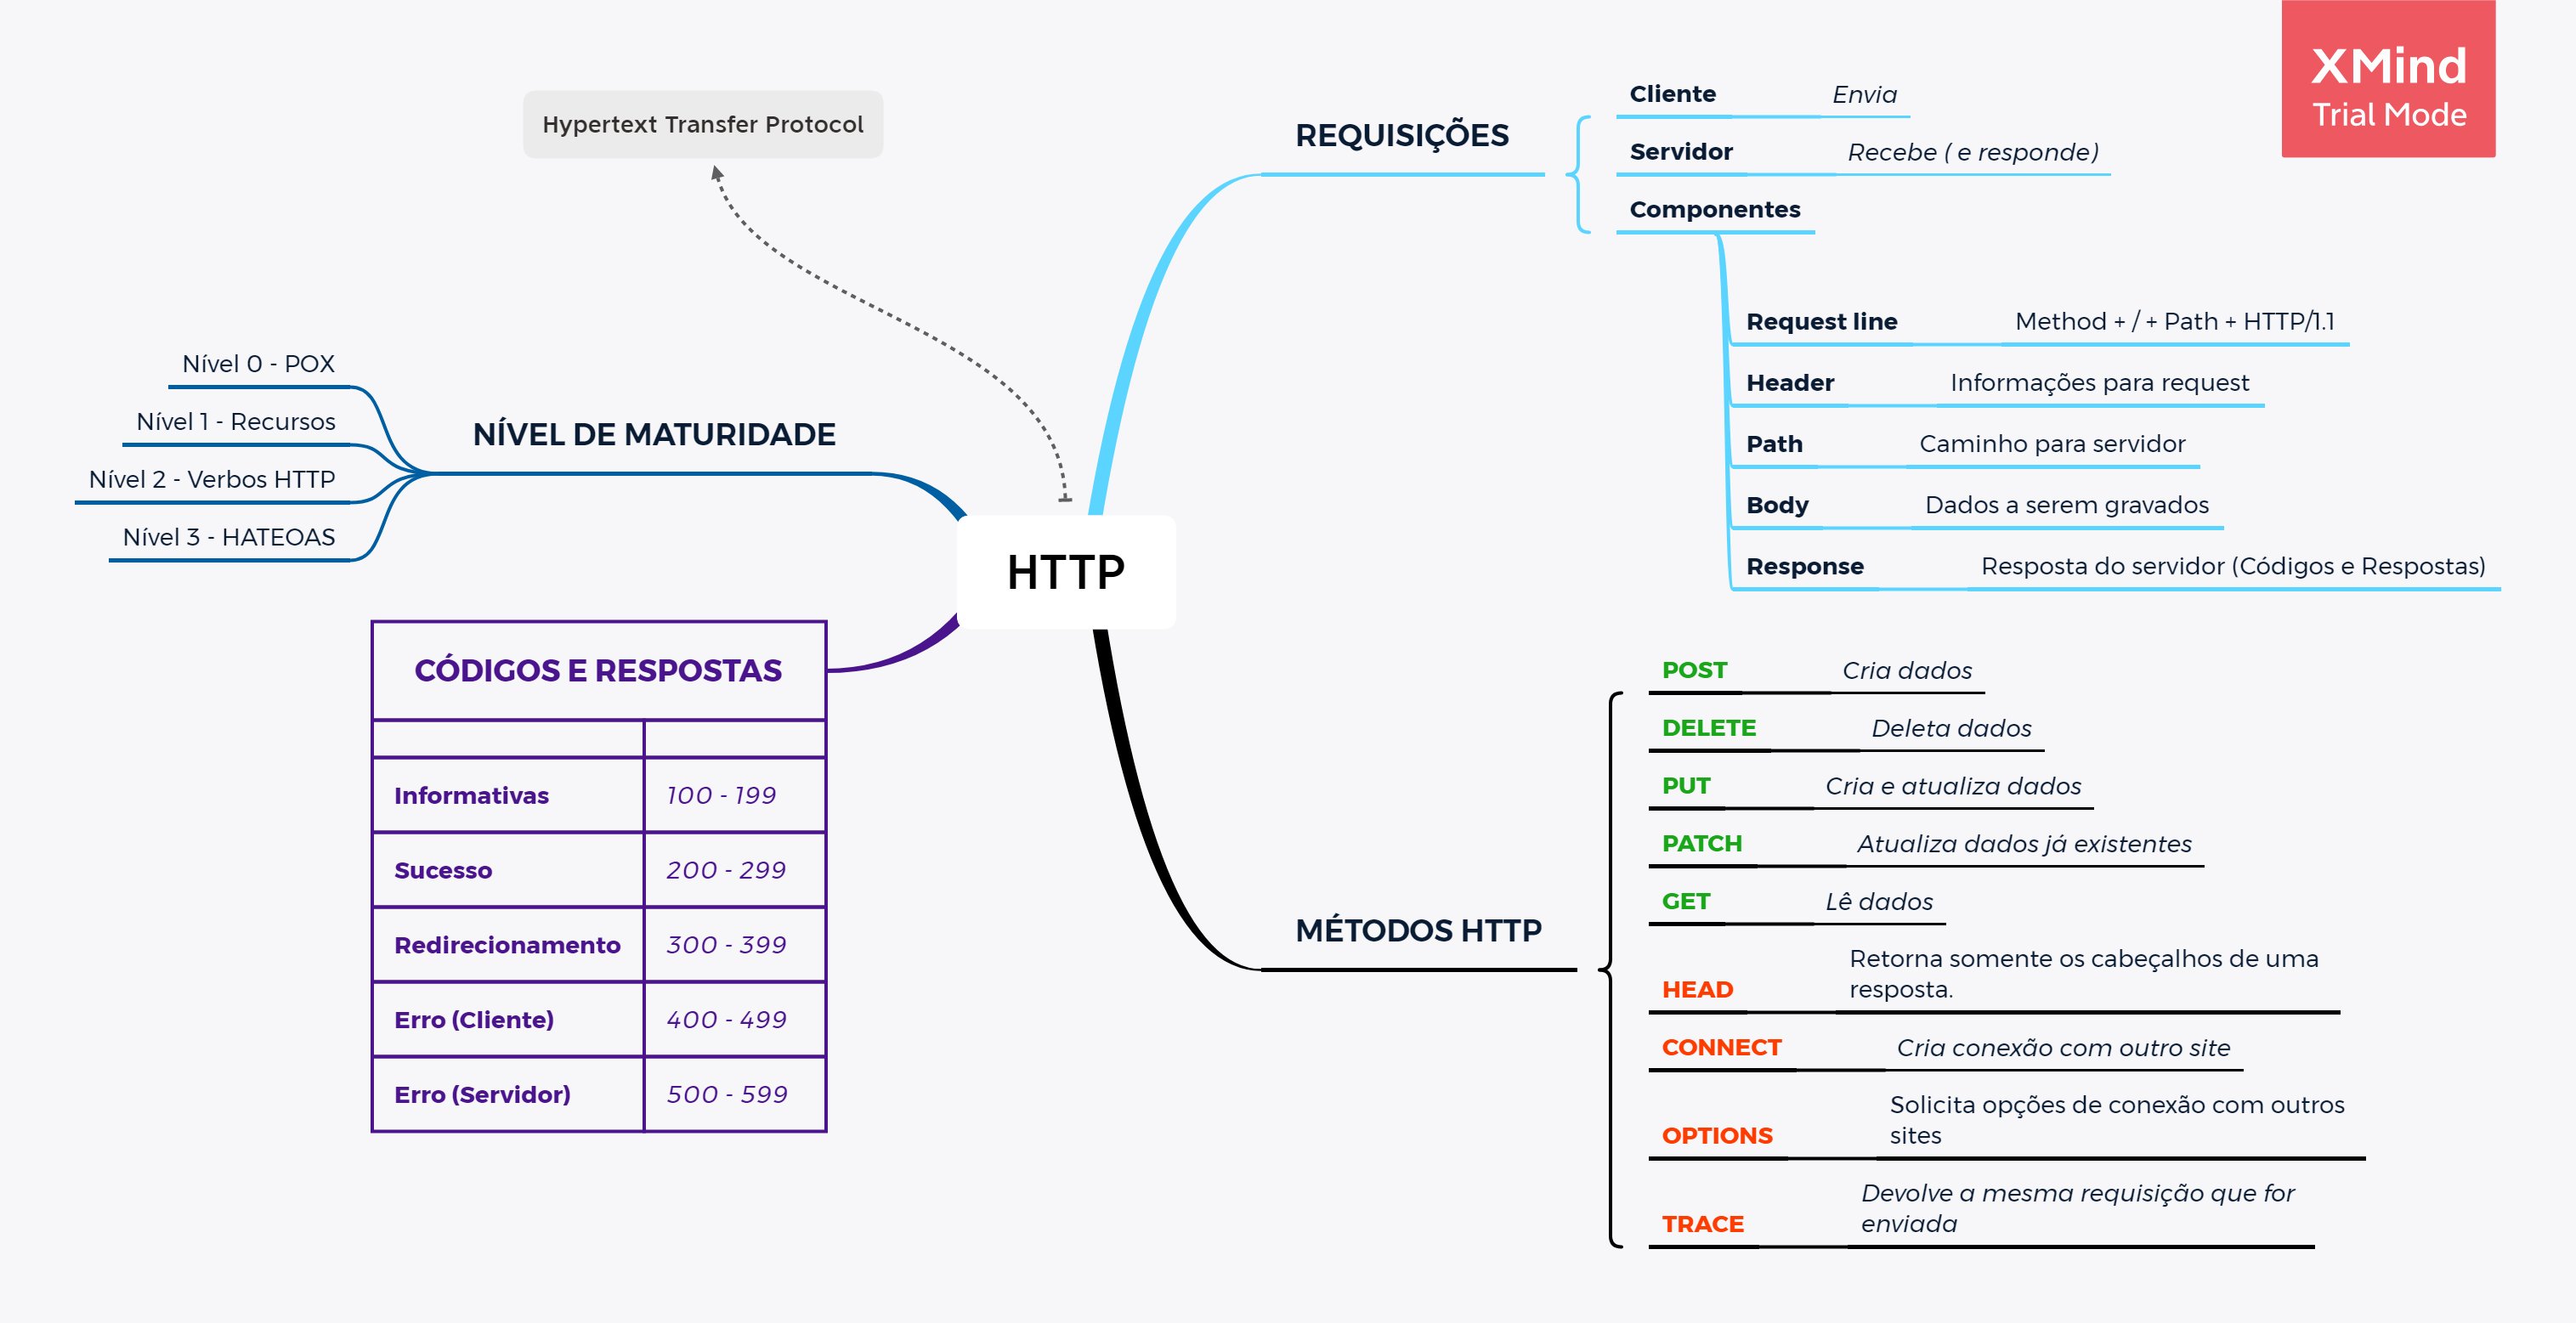 XMind
Trial Mode
Hypertext Transfer Protocol
HTTP
REQUISIÇÕES
Cliente
Envia
Servidor
Recebe ( e responde)
Componentes
Request line
Method + / + Path + HTTP/1.1
Header
Informações para request
Path
Caminho para servidor
Body
Dados a serem gravados
Response
Resposta do servidor (Códigos e Respostas)
NÍVEL DE MATURIDADE
Nível 0 - POX
Nível 1 - Recursos
Nível 2 - Verbos HTTP
Nível 3 - HATEOAS
CÓDIGOS E RESPOSTAS
Informativas
100 - 199
Sucesso
200 - 299
Redirecionamento
300 - 399
Erro (Cliente)
400 - 499
Erro (Servidor)
500 - 599
MÉTODOS HTTP
POST
Cria dados
DELETE
Deleta dados
PUT
Cria e atualiza dados
PATCH
Atualiza dados já existentes
GET
Lê dados
HEAD
Retorna somente os cabeçalhos de uma
resposta.
CONNECT
Cria conexão com outro site
OPTIONS
Solicita opções de conexão com outros
sites
TRACE
Devolve a mesma requisição que for
enviada